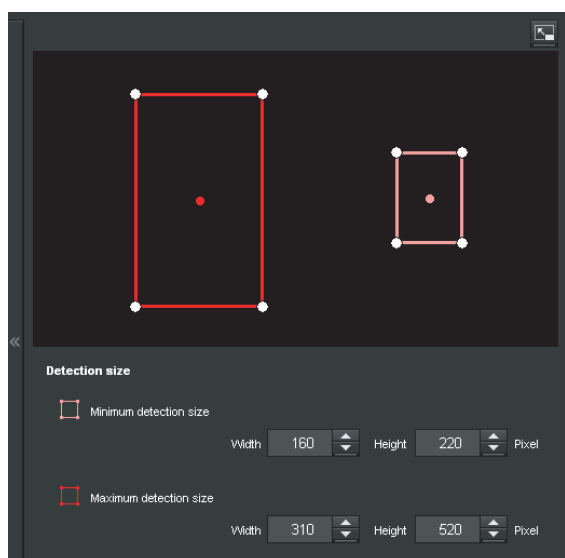 Detection size
Minimum detection size
Width 160 Height 220 Pixel
Maximum detection size
Width 310 Height 520 Pixel